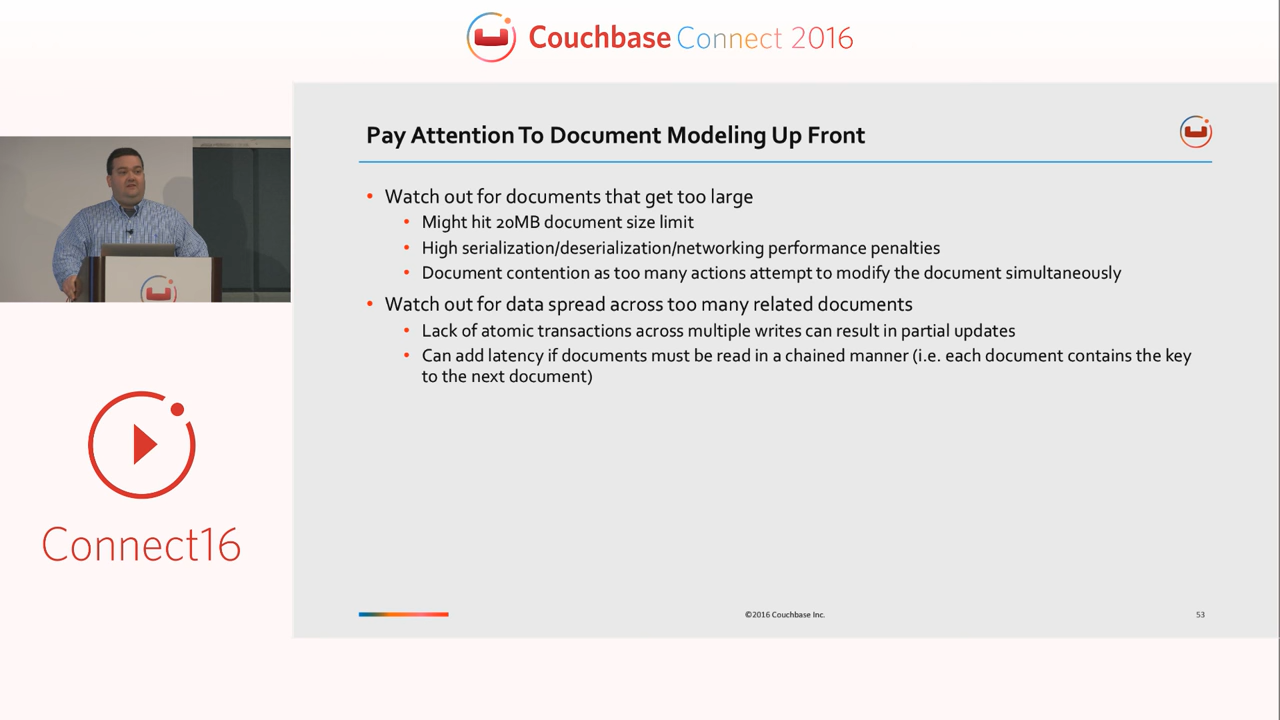 Couchbase Connect 2016
Pay Attention To Document Modeling Up Front
• Watch out for documents that get too large
• Might hit 20MB document size limit
• High serialization/deserialization/networking performance penalties
• Document contention as too many actions attempt to modify the document simultaneously
• Watch out for data spread across too many related documents
• Lack of atomic transactions across multiple writes can result in partial updates
• Can add latency if documents must be read in a chained manner (i.e. each document contains the key
to the next document)
Connect16
©2016 Couchbase Inc.
53